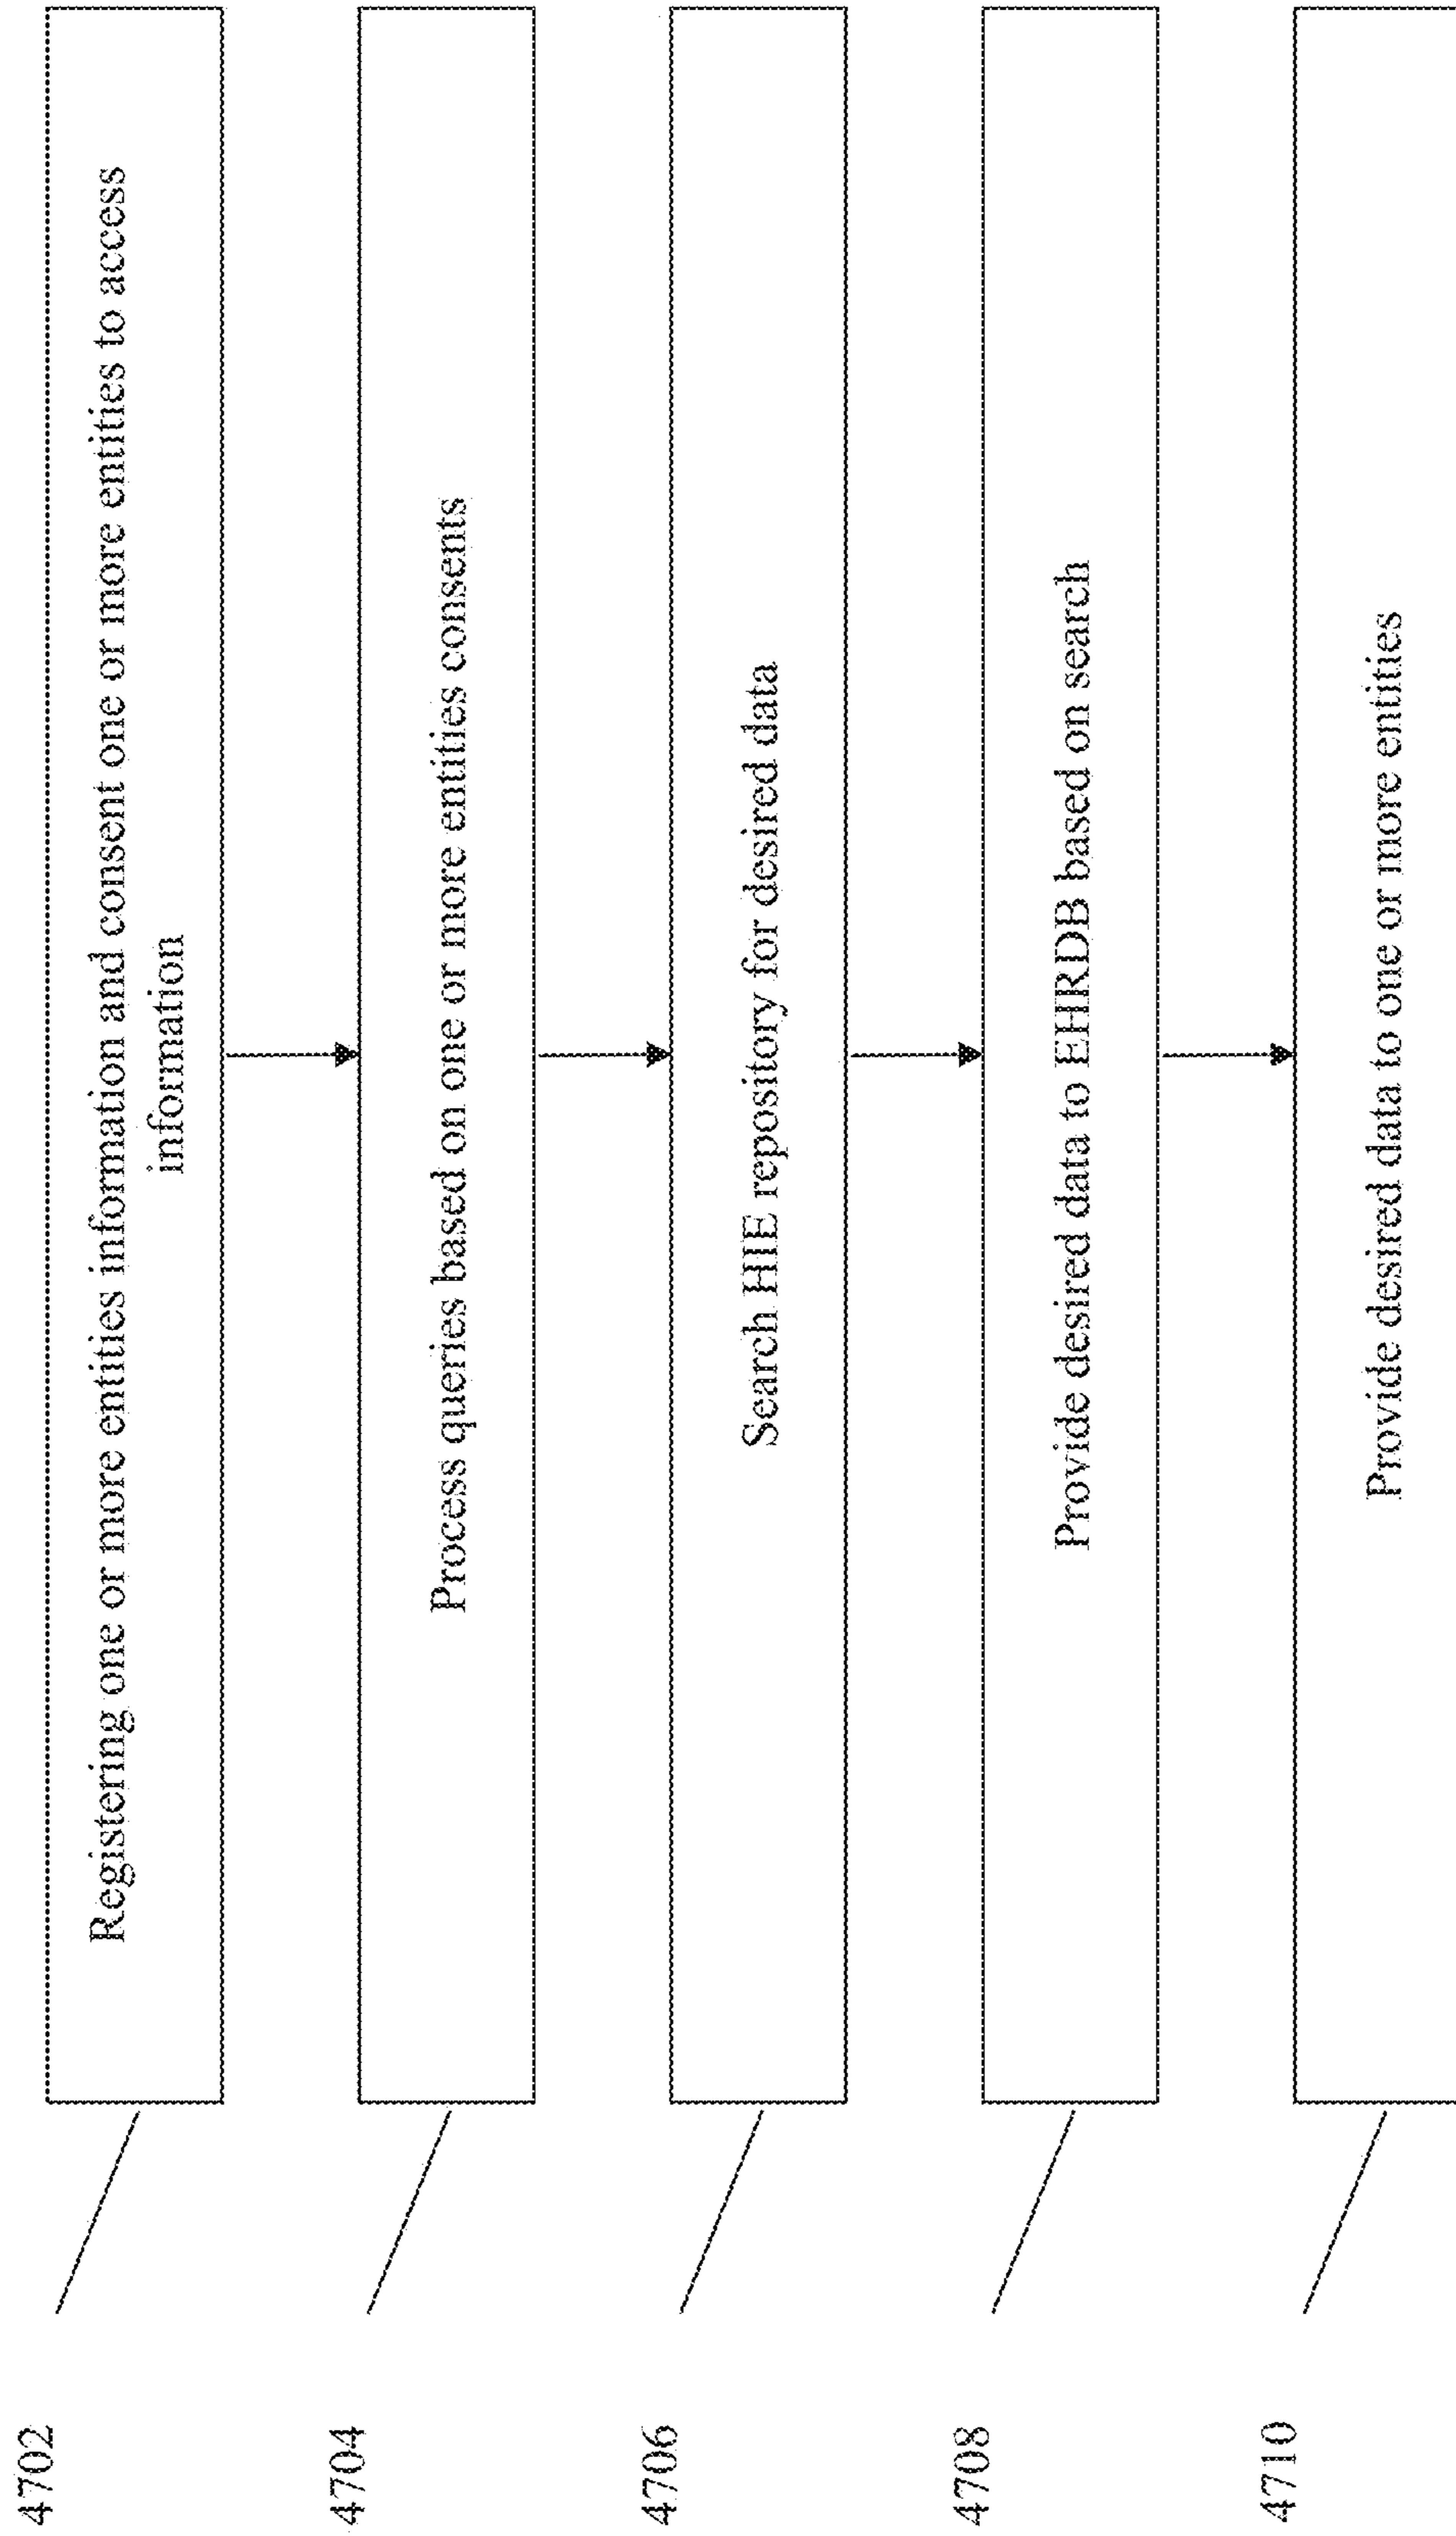 4702
Registering one or more entities information and consent one or more entities to access
information
4704
Process queries based on one or more entities consents
4706
Search HIE repository for desired data
4708
Provide desired data to EHRDB based on search
4710
Provide desired data to one or more entities